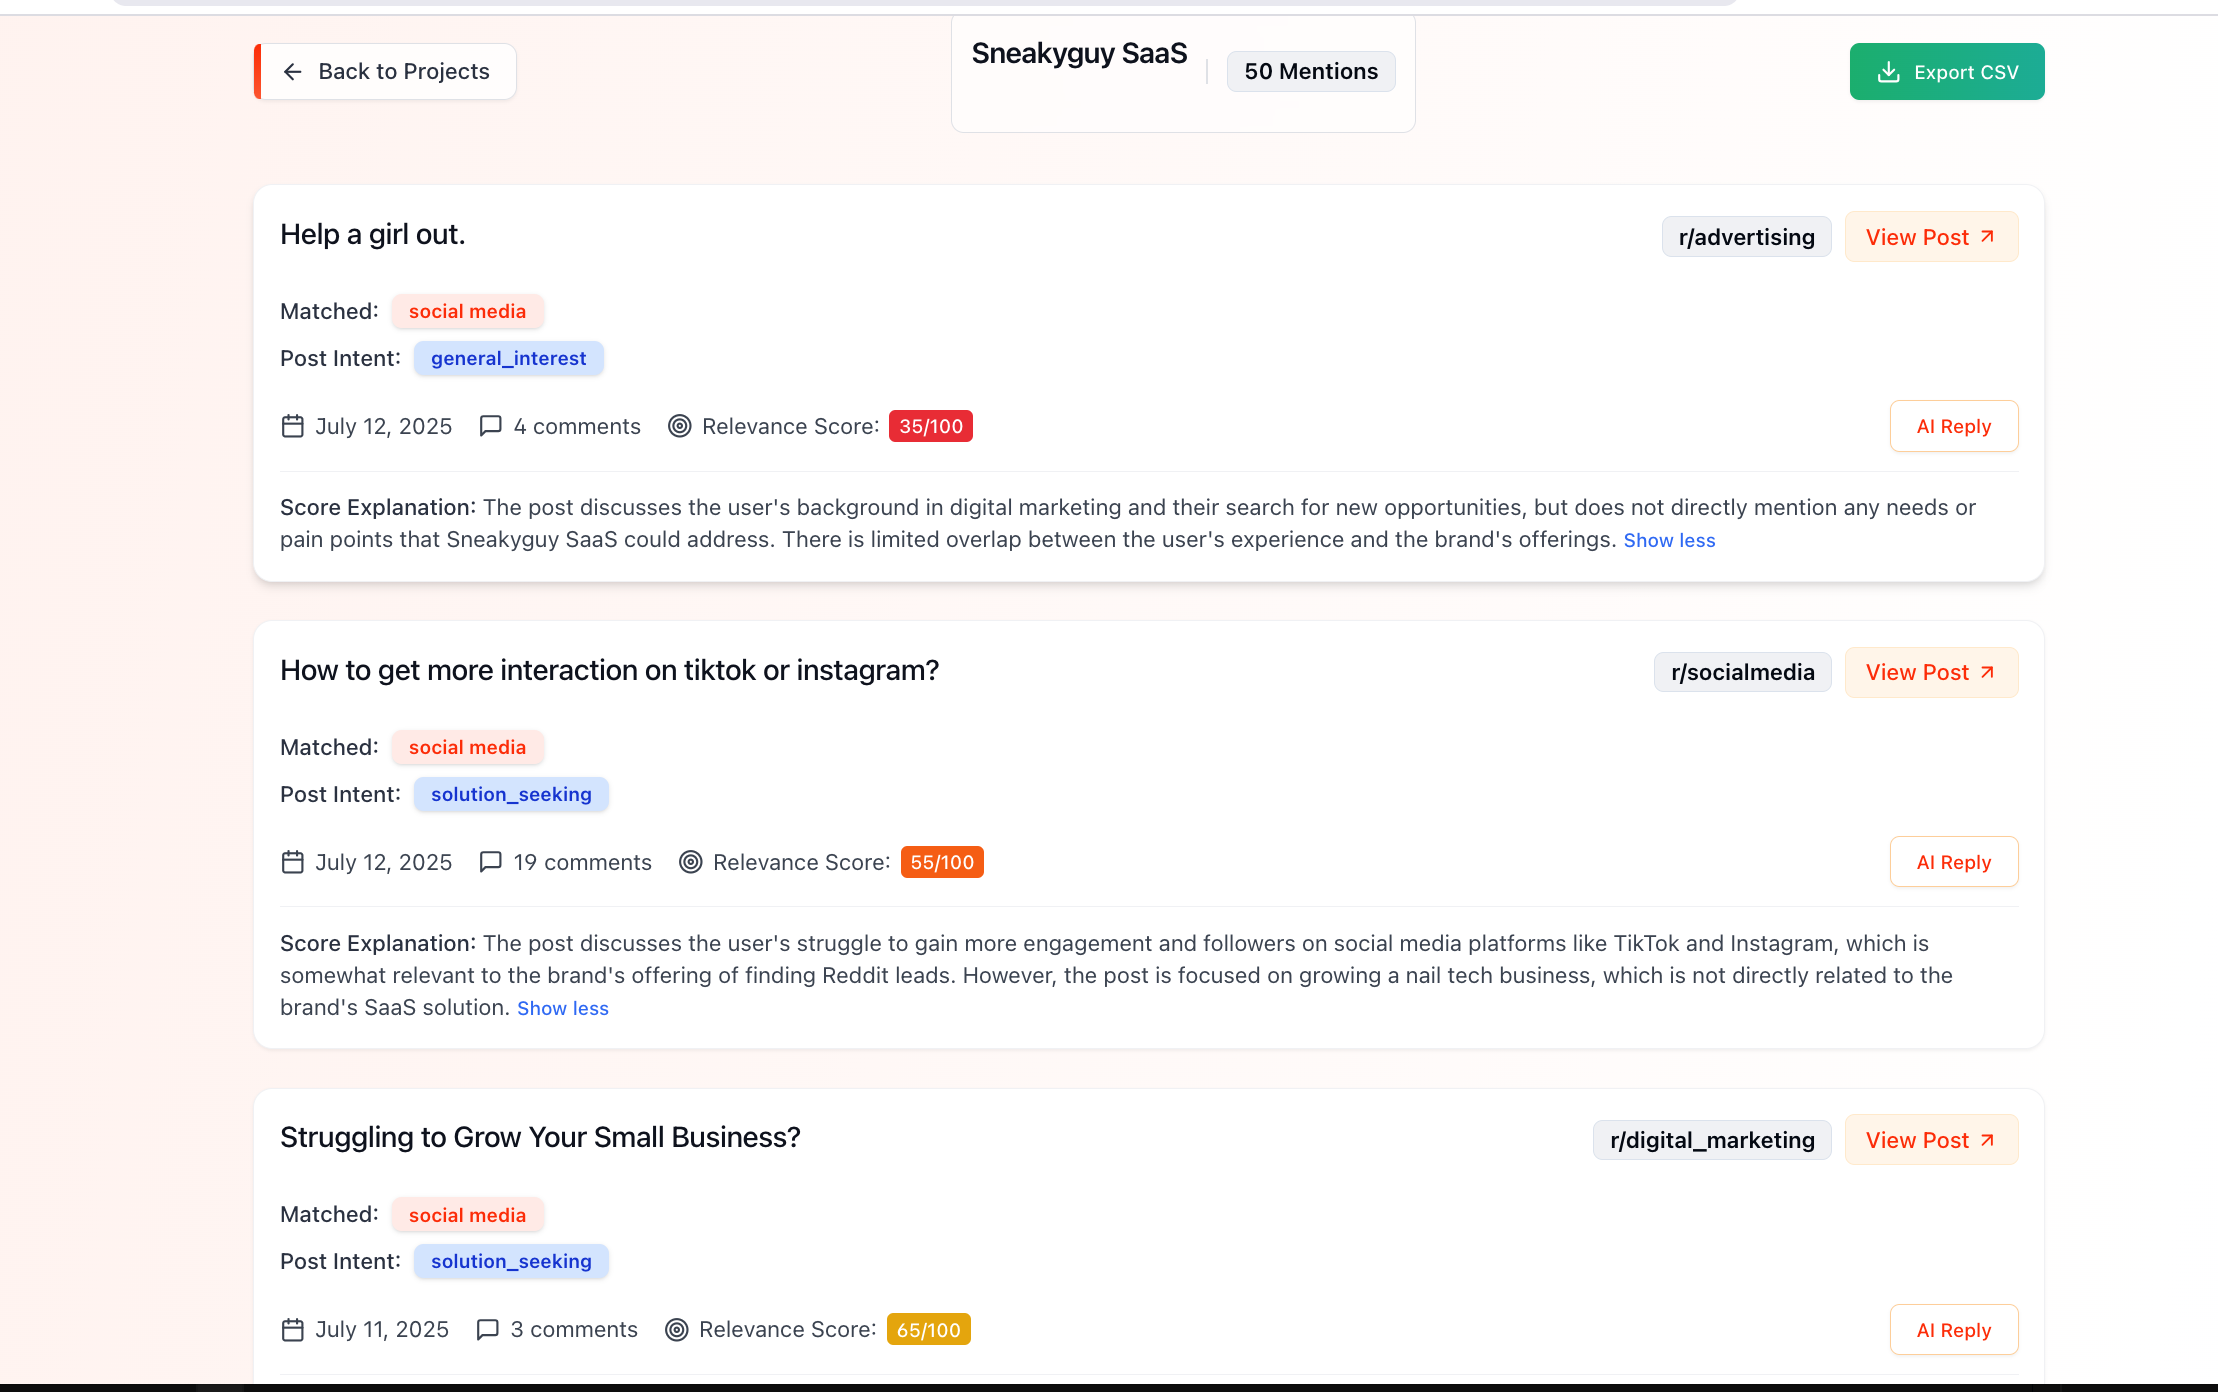 Back to Projects
Sneakyguy SaaS
50 Mentions
Export CSV
Help a girl out.
r/advertising
View Post
Matched: social media
Post Intent: general_interest
July 12, 2025 4 comments Relevance Score: 35/100
AI Reply
Score Explanation: The post discusses the user's background in digital marketing and their search for new opportunities, but does not directly mention any needs or
pain points that Sneakyguy SaaS could address. There is limited overlap between the user's experience and the brand's offerings. Show less
How to get more interaction on tiktok or instagram?
r/socialmedia
View Post
Matched: social media
Post Intent: solution_seeking
July 12, 2025 19 comments Relevance Score: 55/100
AI Reply
Score Explanation: The post discusses the user's struggle to gain more engagement and followers on social media platforms like TikTok and Instagram, which is
somewhat relevant to the brand's offering of finding Reddit leads. However, the post is focused on growing a nail tech business, which is not directly related to the
brand's SaaS solution. Show less
Struggling to Grow Your Small Business?
r/digital_marketing
View Post
Matched: social media
Post Intent: solution_seeking
July 11, 2025 3 comments Relevance Score: 65/100
AI Reply